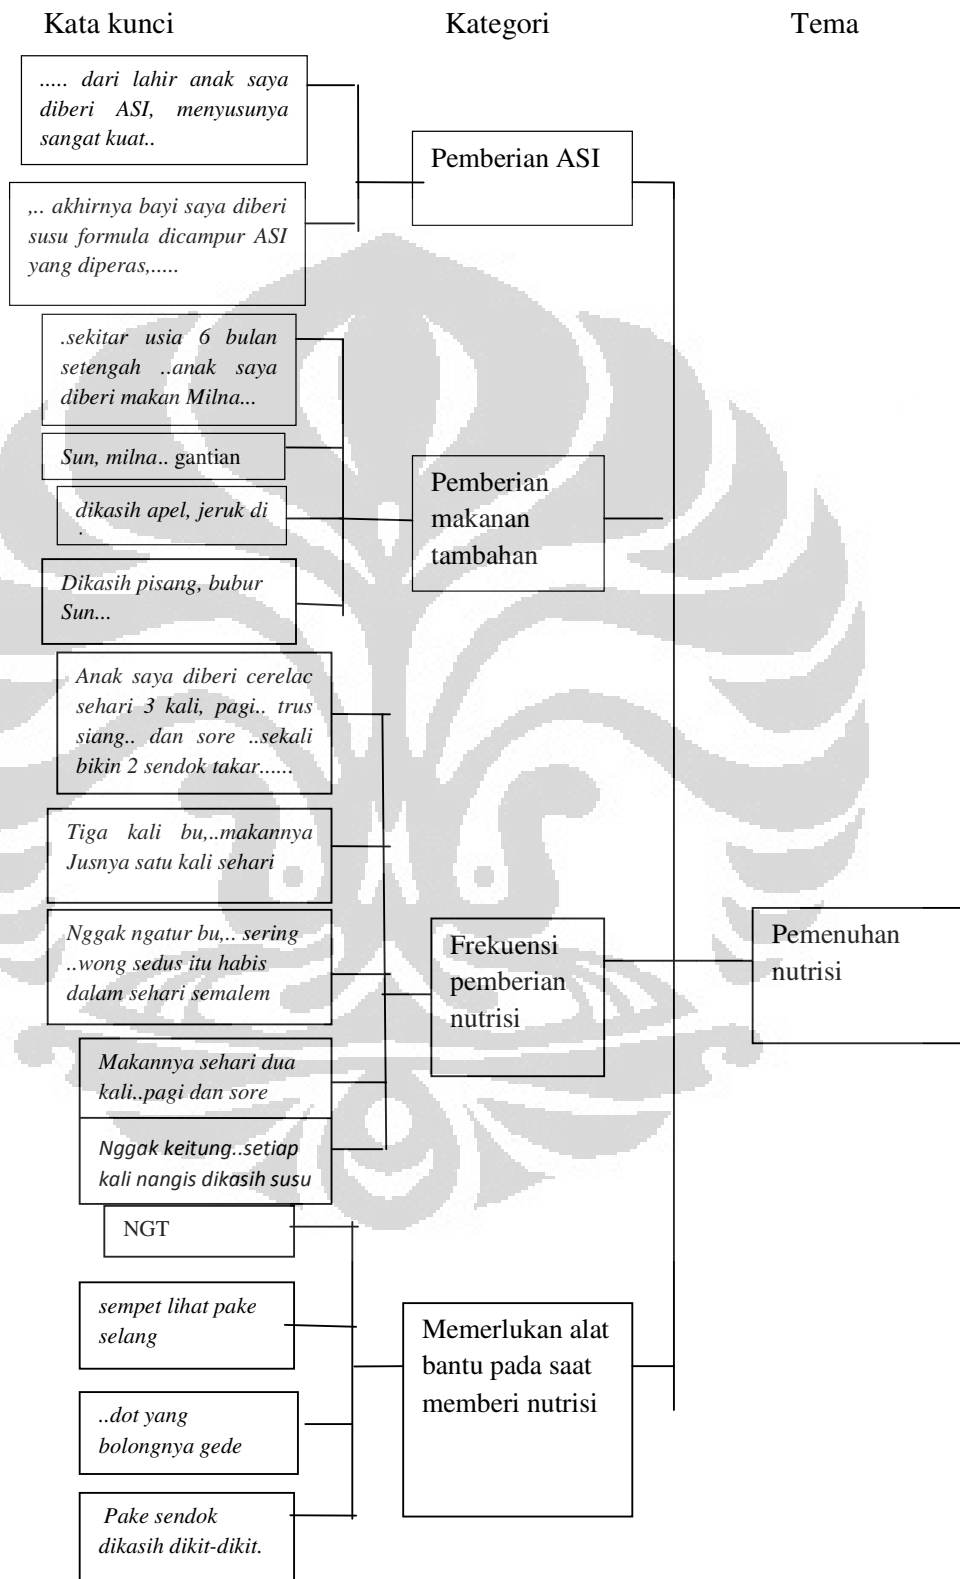 Kata kunci
Kategori
Tema
..... dari lahir anak saya
diberi ASI, menyusunya
sangat kuat..
,.. akhirnya bayi saya diberi
susu formula dicampur ASI
yang diperas,.....
.sekitar usia 6 bulan
setengah ..anak saya
diberi makan Milna...
Sun, milna.. gantian
dikasih apel, jeruk di
Dikasih pisang, bubur
Sun...
Anak saya diberi cerelac
sehari 3 kali, pagi.. trus
siang.. dan sore ..sekali
bikin 2 sendok takar......
Tiga kali bu,..makannya
Jusnya satu kali sehari
Nggak ngatur bu,.. sering
..wong sedus itu habis
dalam sehari semalem
Makannya sehari dua
kali..pagi dan sore
Nggak keitung..setiap
kali nangis dikasih susu
NGT
sempet lihat pake
selang
..dot yang
bolongnya gede
Pake sendok
dikasih dikit-dikit.
Pemberian ASI
Pemberian
makanan
tambahan
Frekuensi
pemberian
nutrisi
Memerlukan alat
bantu pada saat
memberi nutrisi
Pemenuhan
nutrisi